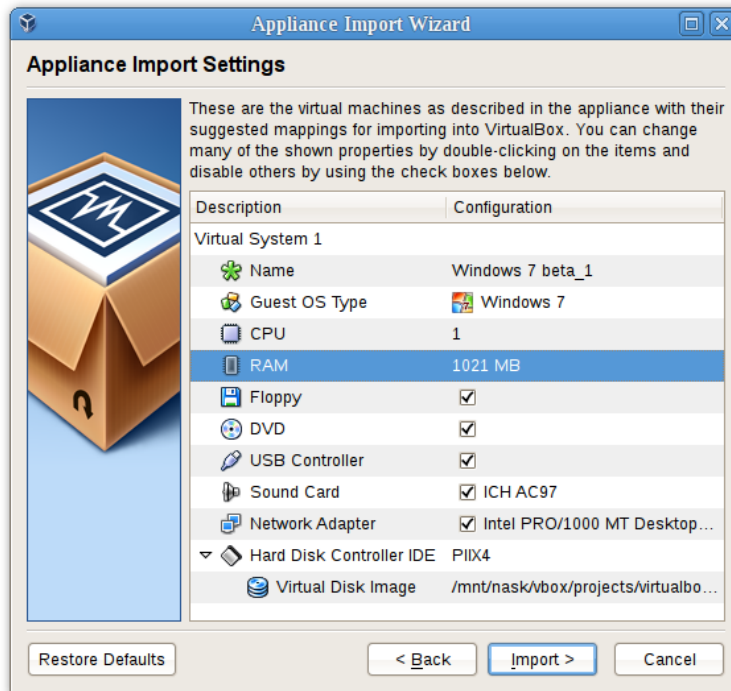 Appliance Import Wizard
Appliance Import Settings
These are the virtual machines as described in the appliance with their
suggested mappings for importing into VirtualBox. You can change
many of the shown properties by double-clicking on the items and
disable others by using the check boxes below.
Description Configuration
Virtual System 1
Name Windows 7 beta_1
Guest OS Type Windows 7
CPU 1
RAM 1021 MB
Floppy
DVD
USB Controller
Sound Card ICH AC97
Network Adapter Intel PRO/1000 MT Desktop...
Hard Disk Controller IDE PIIX4
Virtual Disk Image /mnt/nask/vbox/projects/virtualbo...
Restore Defaults < Back Import > Cancel